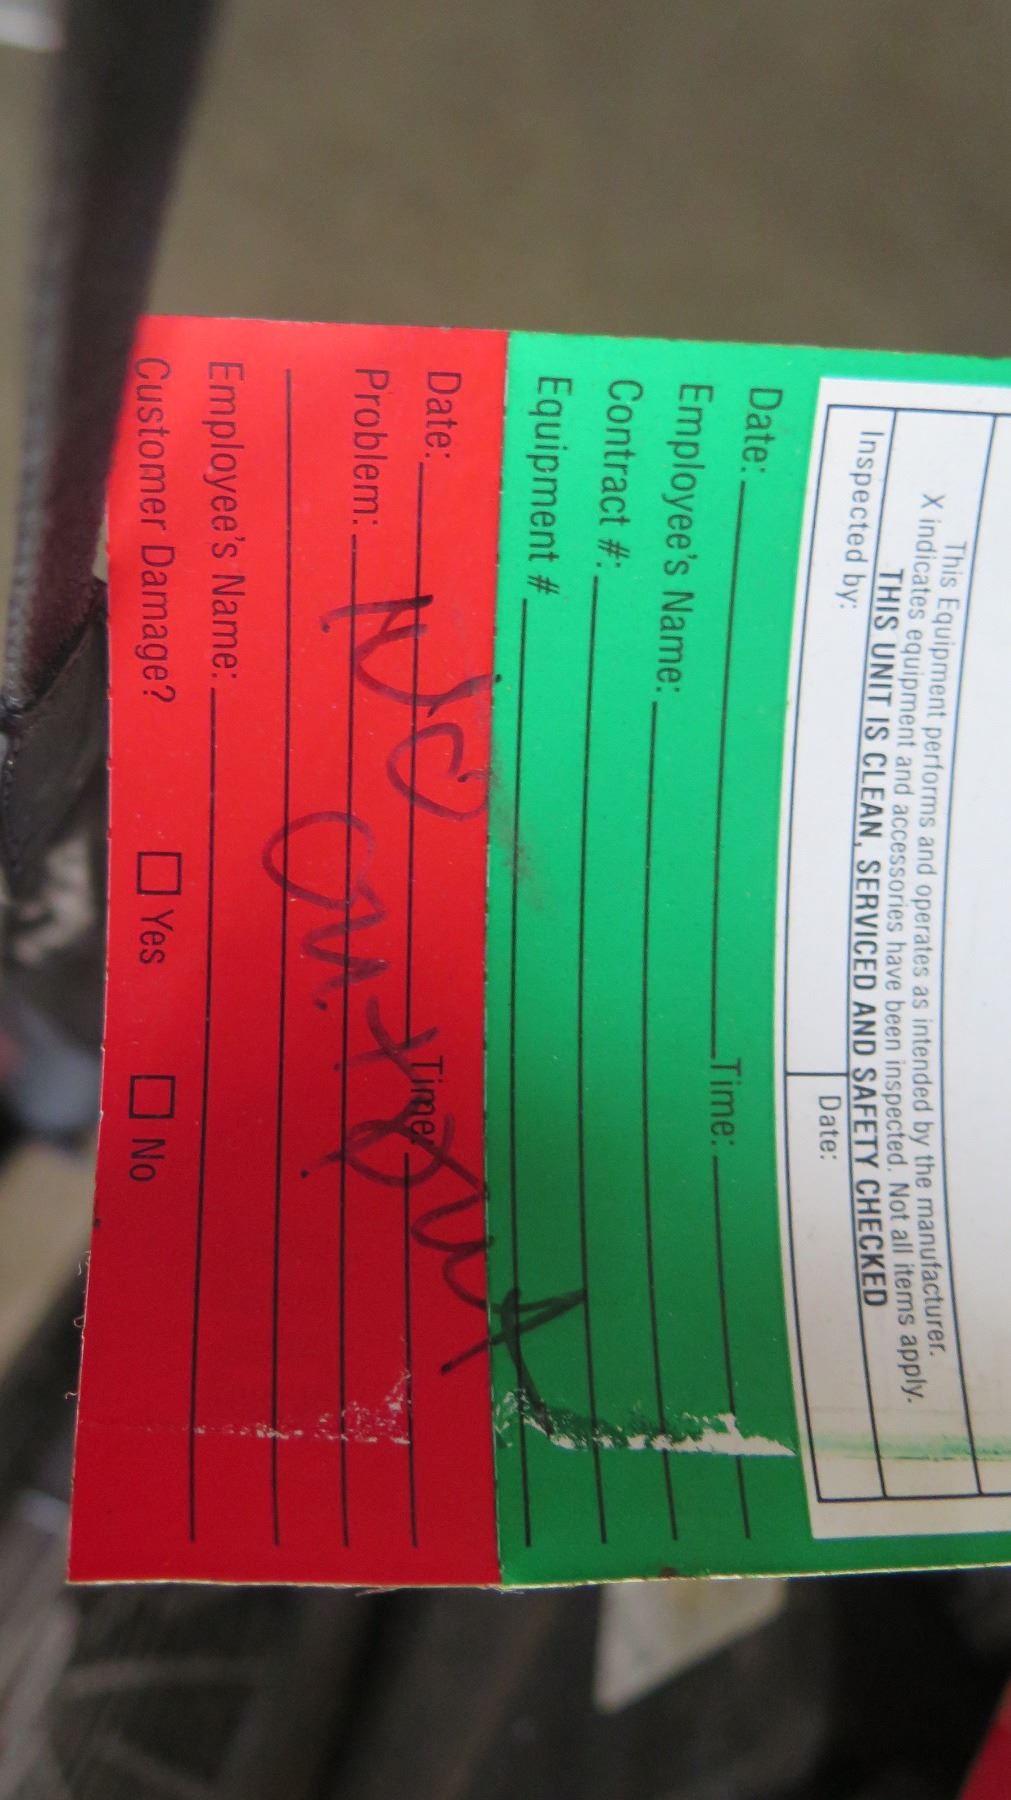 This Equipment performs and operates as intended by the manufacturer.
X indicates equipment and accessories have been inspected. Not all items apply.
THIS UNIT IS CLEAN, SERVICED AND SAFETY CHECKED
Inspected by: Date:
Date: Time:
Employee's Name:
Contract #:
Equipment #
Date: Time:
Problem:
NO
OutPut
Employee's Name:
Customer Damage? Yes No